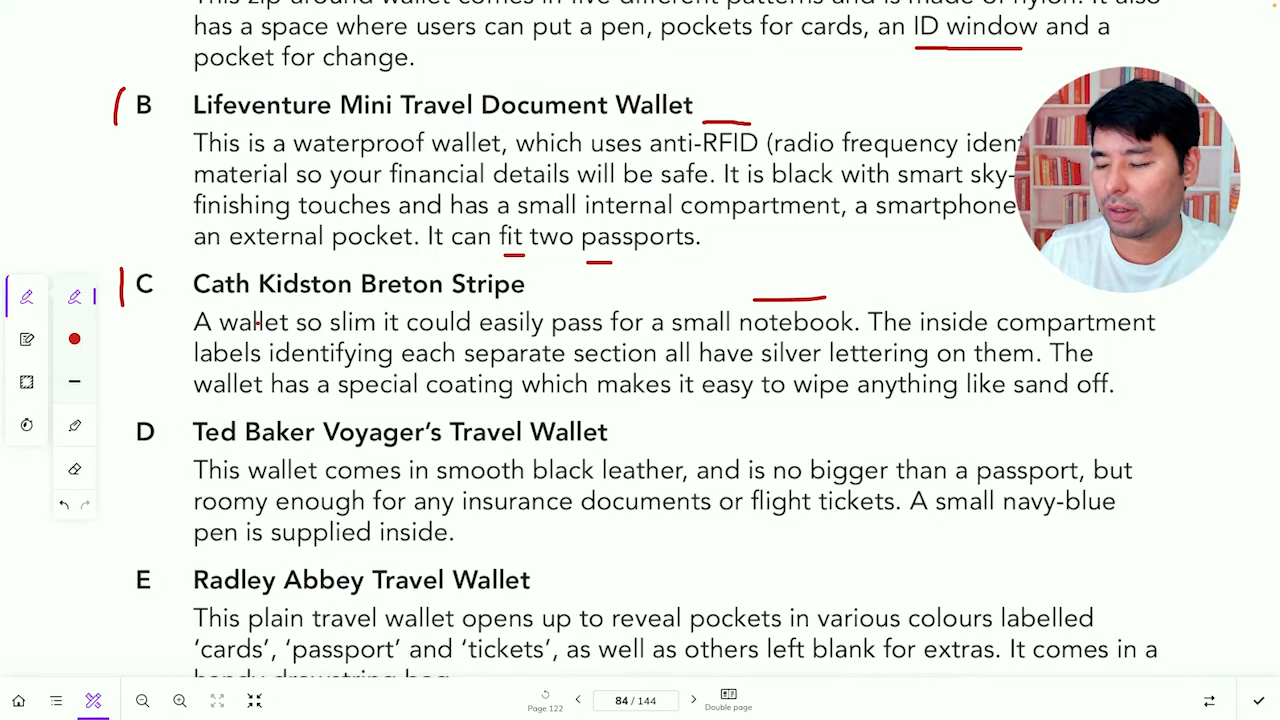 This zip-around wallet comes in five different patterns and is made of nylon. It also
has a space where users can put a pen, pockets for cards, an ID window and a
pocket for change.
B Lifeventure Mini Travel Document Wallet
This is a waterproof wallet, which uses anti-RFID (radio frequency ident
material so your financial details will be safe. It is black with smart sky-
finishing touches and has a small internal compartment, a smartphone
an external pocket. It can fit two passports.
C Cath Kidston Breton Stripe
A wallet so slim it could easily pass for a small notebook. The inside compartment
labels identifying each separate section all have silver lettering on them. The
wallet has a special coating which makes it easy to wipe anything like sand off.
D Ted Baker Voyager's Travel Wallet
This wallet comes in smooth black leather, and is no bigger than a passport, but
roomy enough for any insurance documents or flight tickets. A small navy-blue
pen is supplied inside.
E Radley Abbey Travel Wallet
This plain travel wallet opens up to reveal pockets in various colours labelled
'cards', 'passport' and 'tickets', as well as others left blank for extras. It comes in a
handy drawstring bag.
Page 122
84 / 144
Double page